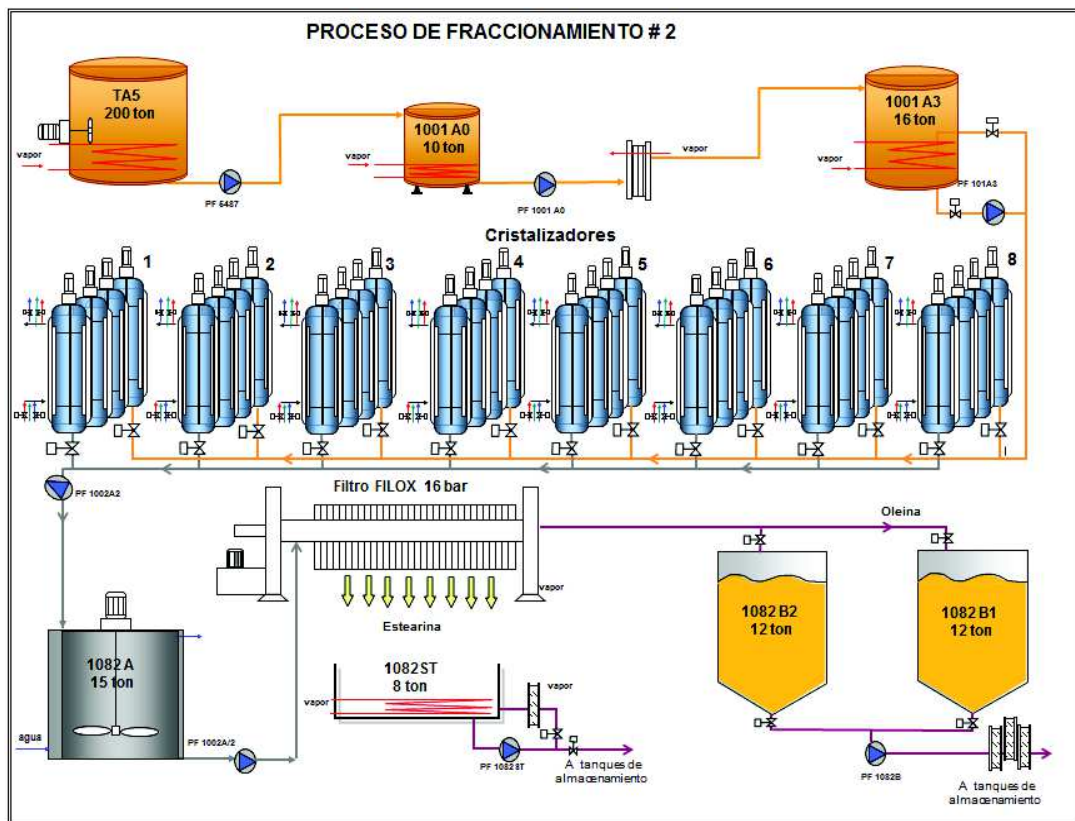 PROCESO DE FRACCIONAMIENTO # 2
TA5
200 ton
vapor
PF 6487
1001 A0
10 ton
vapor
PF 1001 A0
vapor
1001 A3
16 ton
vapor
PF 101A3
Cristalizadores
1
2
3
4
5
6
7
8
PF 1002A2
Filtro FILOX 16 bar
Oleina
vapor
Estearina
1082 A
15 ton
agua
PF 1002A/2
1082 ST
8 ton
vapor
vapor
PF 1082 ST
A tanques de
almacenamiento
1082 B2
12 ton
1082 B1
12 ton
PF 1082B
A tanques de
almacenamiento